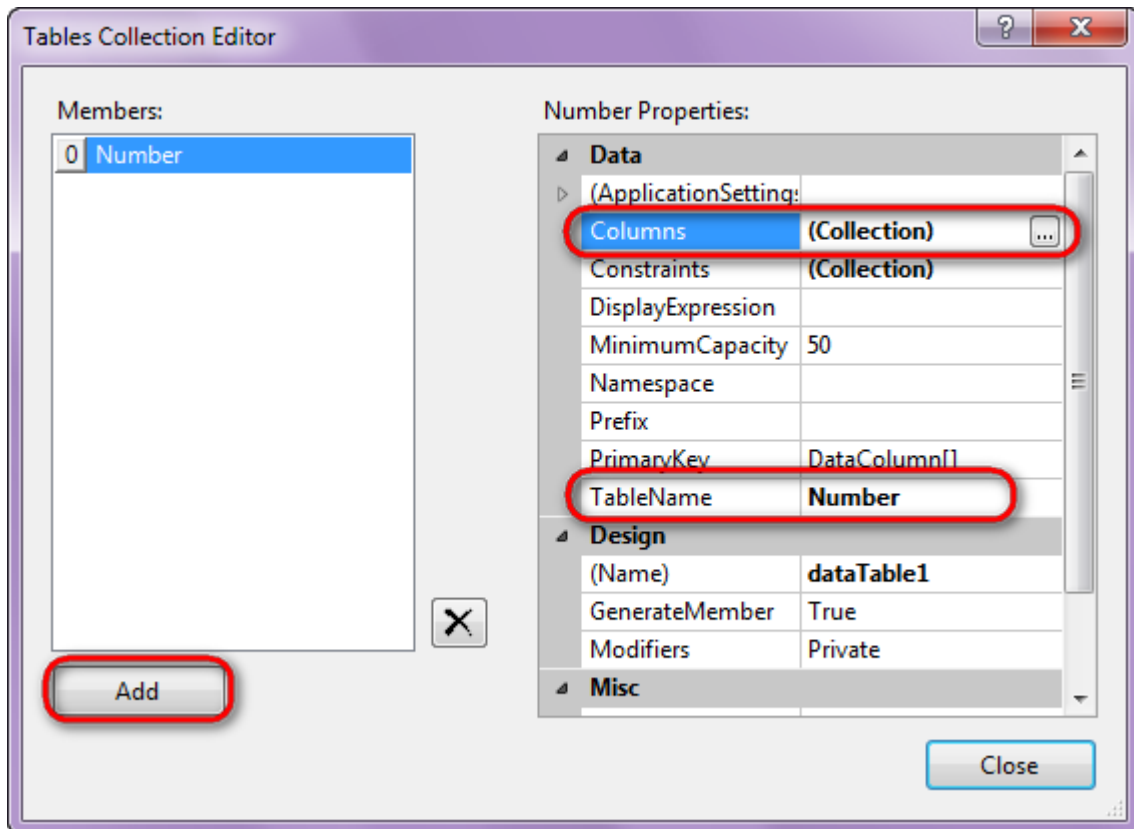 Tables Collection Editor
?
Members:
Number Properties:
0 Number
Data
(ApplicationSettings
Columns (Collection) ...
Constraints (Collection)
DisplayExpression
MinimumCapacity 50
Namespace
Prefix
PrimaryKey DataColumn[]
TableName Number
Design
(Name) dataTable1
GenerateMember True
Modifiers Private
Misc
Add
Close